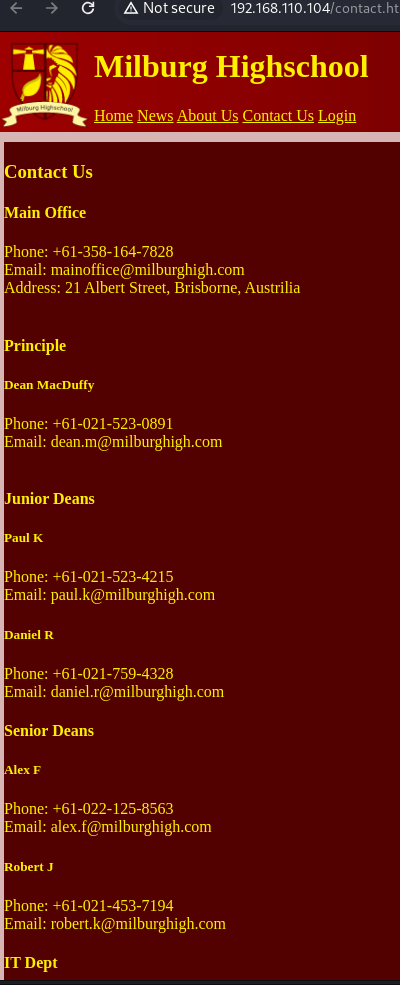 Not secure 192.168.110.104/contact.ht
Milburg Highschool
Milburg Highschool
Home News About Us Contact Us Login
Contact Us
Main Office
Phone: +61-358-164-7828
Email: mainoffice@milburghigh.com
Address: 21 Albert Street, Brisborne, Austrilia
Principle
Dean MacDuffy
Phone: +61-021-523-0891
Email: dean.m@milburghigh.com
Junior Deans
Paul K
Phone: +61-021-523-4215
Email: paul.k@milburghigh.com
Daniel R
Phone: +61-021-759-4328
Email: daniel.r@milburghigh.com
Senior Deans
Alex F
Phone: +61-022-125-8563
Email: alex.f@milburghigh.com
Robert J
Phone: +61-021-453-7194
Email: robert.k@milburghigh.com
IT Dept